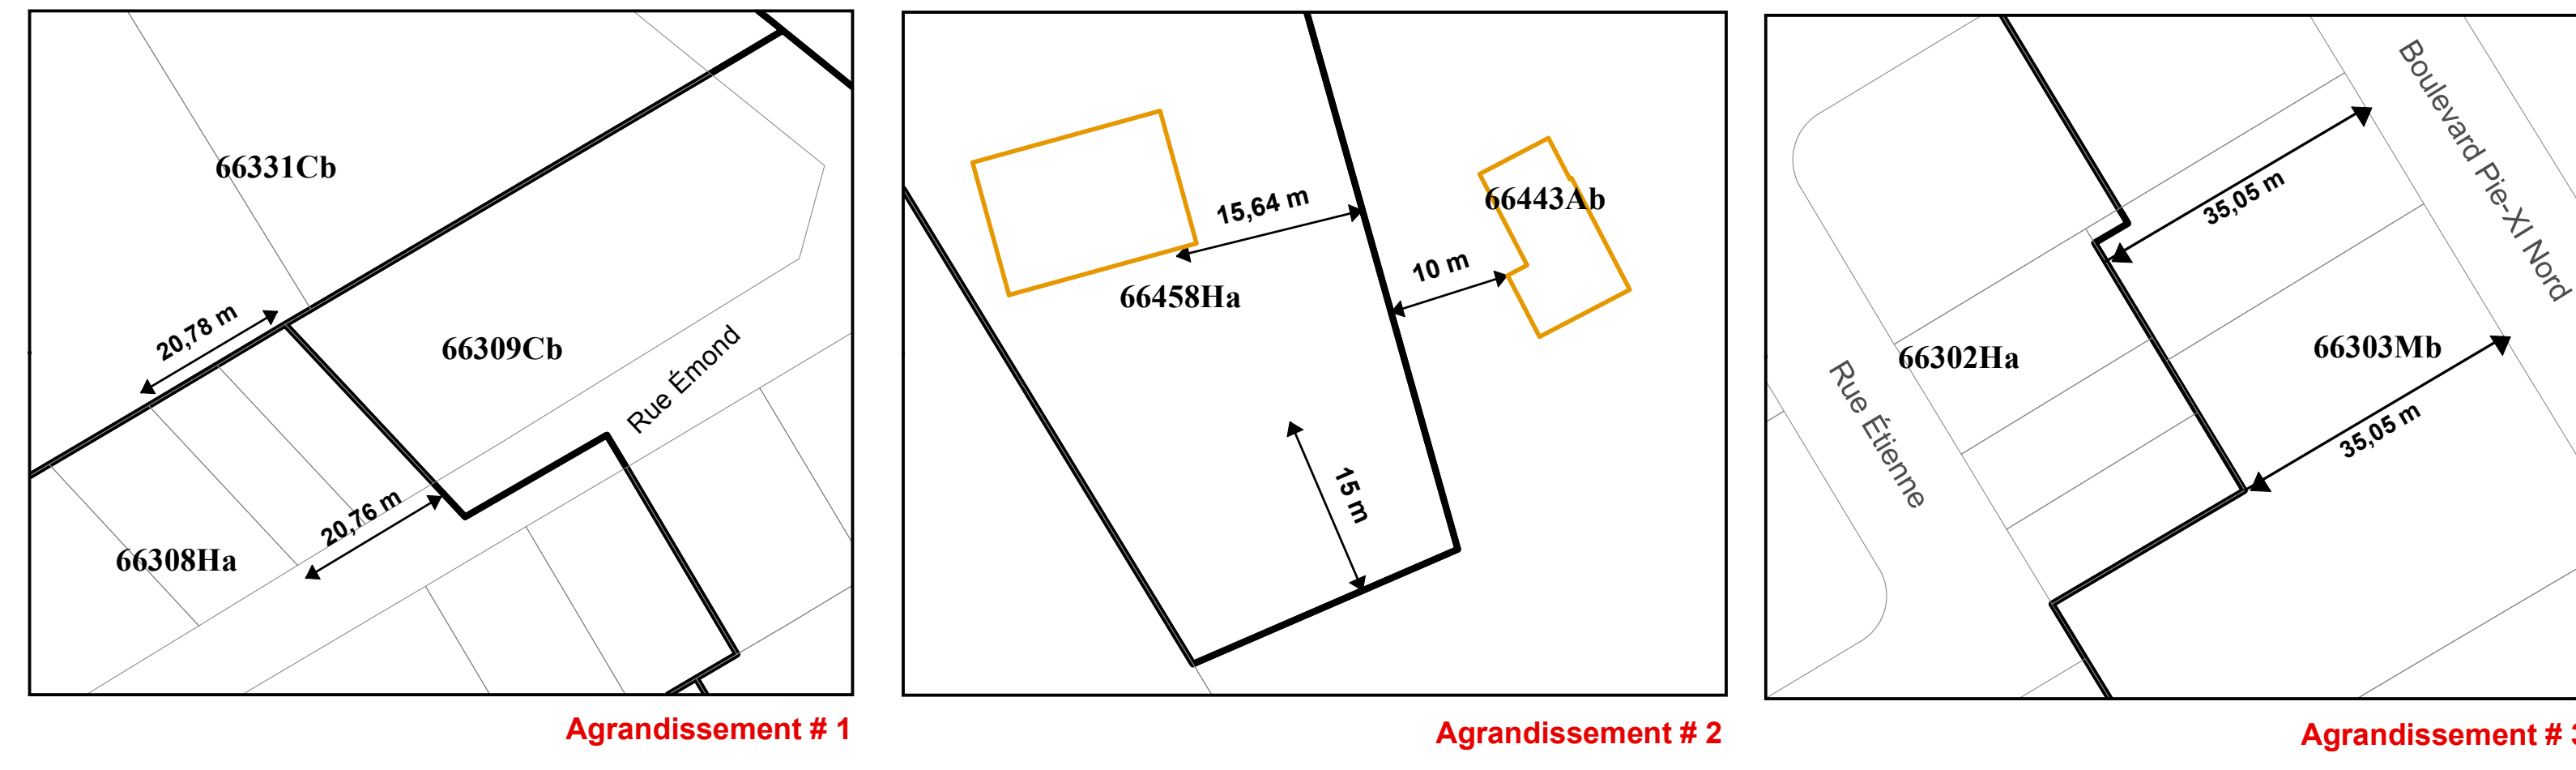 66331Cb
20,78 m
66309Cb
Rue Émond
20,76 m
66308Ha
Agrandissement # 1
15,64 m
66443Ab
10 m
66458Ha
15 m
Agrandissement # 2
Boulevard Pie-XI Nord
35,05 m
66302Ha
66303Mb
Rue Étienne
35,05 m
Agrandissement # 3